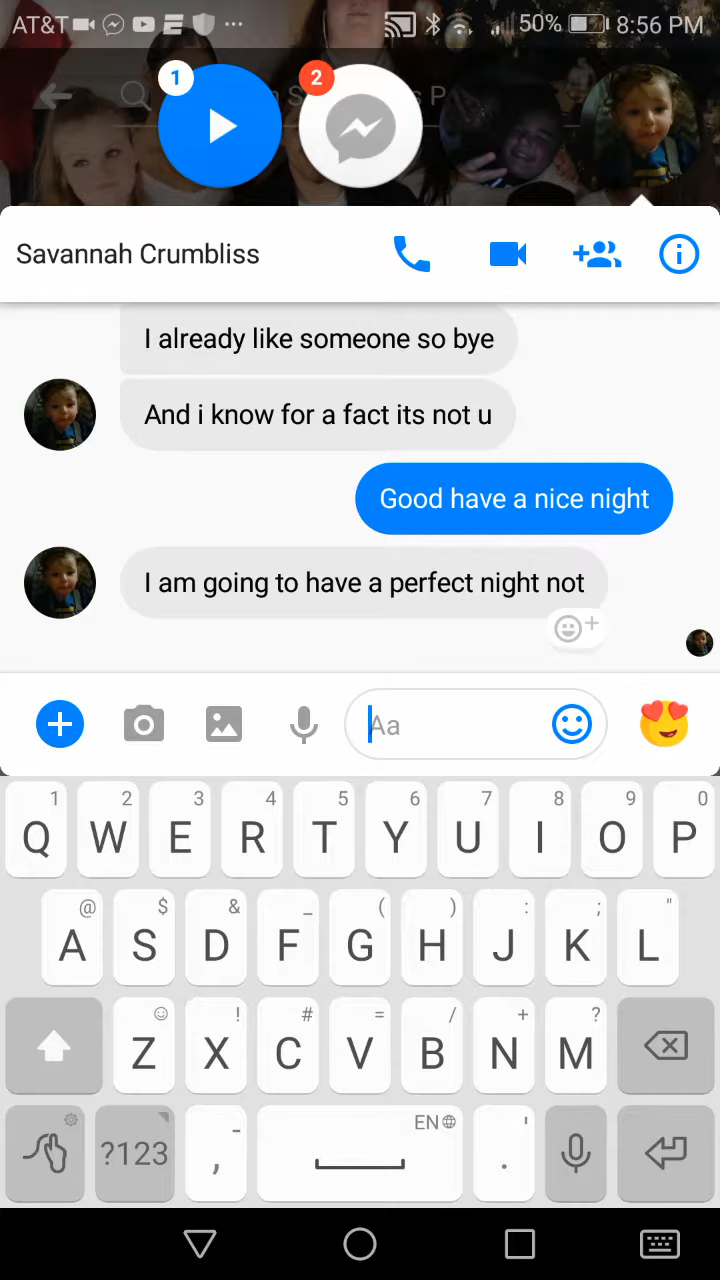 AT&T ... 50% 8:56 PM
1 2
Savannah Crumbliss
I already like someone so bye
And i know for a fact its not u
Good have a nice night
I am going to have a perfect night not
Aa
1 2 3 4 5 6 7 8 9 0
Q W E R T Y U I O P
@ $ & _ ( ) : ; "
A S D F G H J K L
! # = / + ?
Z X C V B N M
- EN '
?123 , .